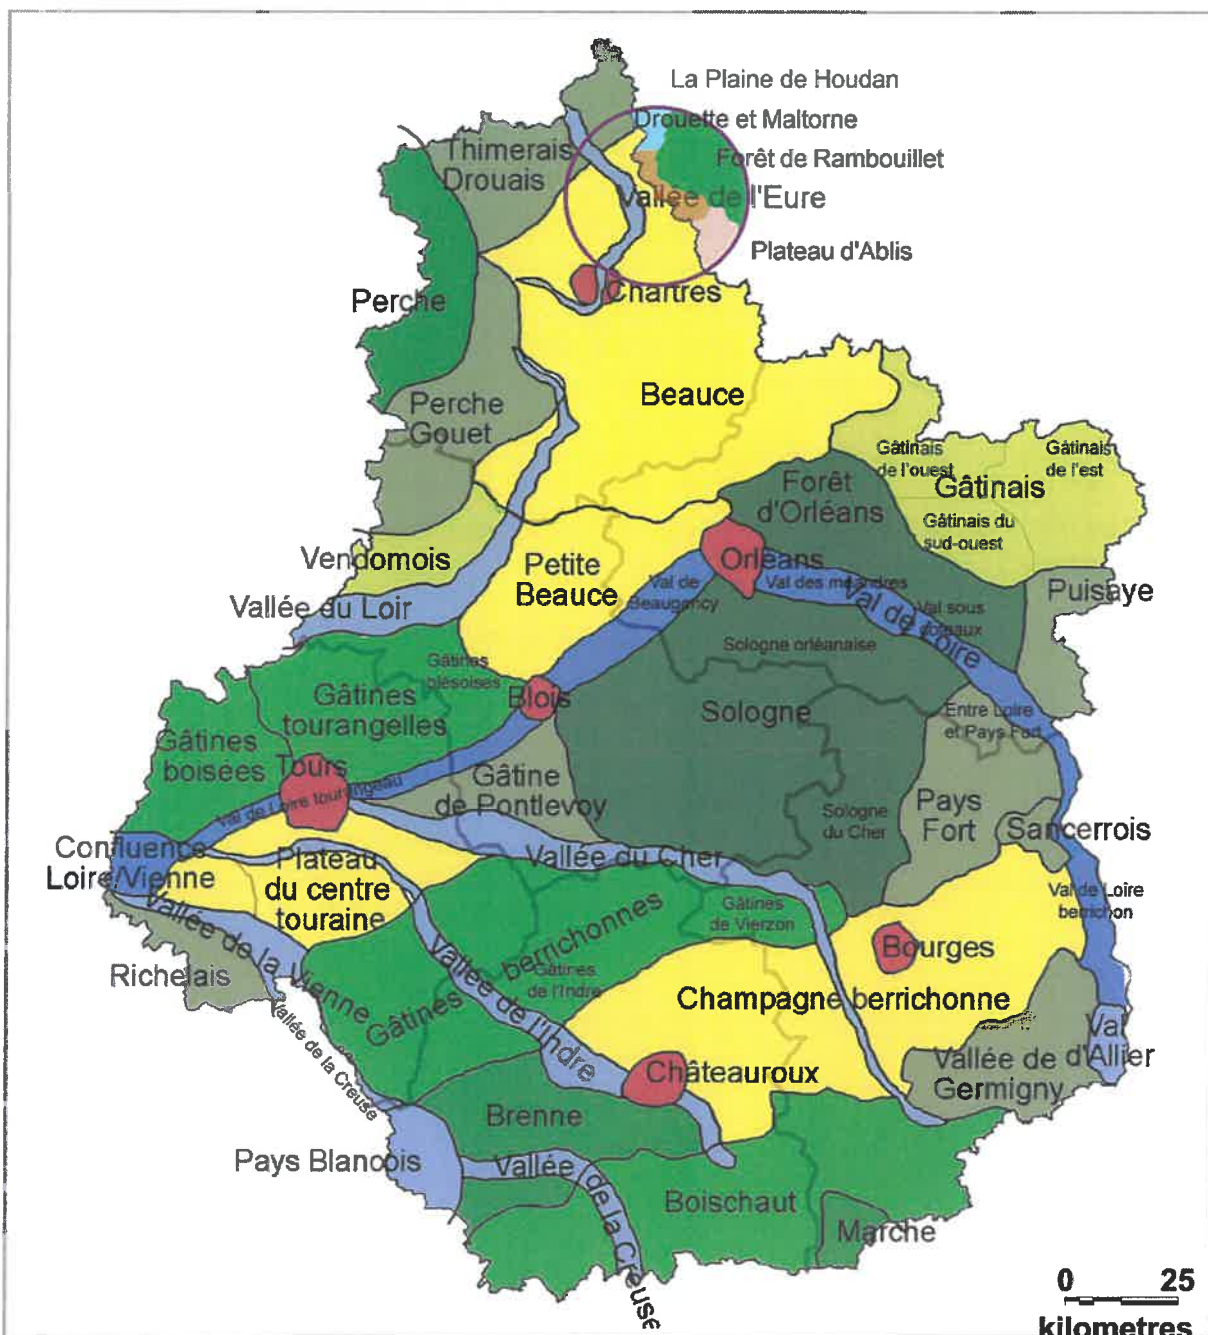 La Plaine de Houdan
Drouette et Maltorne
Thimerais
Drouais
Forêt de Rambouillet
Vallée de l'Eure
Plateau d'Ablis
Perche
Chartres
Beauce
Perche
Gouet
Gâtinais
de l'ouest
Gâtinais
de l'est
Gâtinais
Forêt
d'Orléans
Gâtinais du
sud-ouest
Vendomois
Petite
Beauce
Orléans
Val de
Beaugency
Val des méandres
Puisaye
Vallée du Loir
Val de Loire
Val sous
coteaux
Sologne orléanaise
Gâtines
blésoises
Gâtines
tourangelles
Blois
Sologne
Entre Loire
et Pays Fort
Gâtines
boisées
Tours
Val de Loire tourangeau
Gâtine
de Pontlevoy
Sologne
du Cher
Pays
Fort
Sancerrois
Confluence
Loire/Vienne
Plateau
du centre
touraine
Vallée du Cher
Val de Loire
berrichon
Vallée de la Vienne
Gâtines
de Vierzon
Bourges
Richelais
Gâtines berrichonnes
Vallée de l'Indre
Gâtines
de l'Indre
Champagne berrichonne
Vallée de la Creuse
Châteauroux
Vallée de
Germigny
Val
d'Allier
Brenne
Pays Blancois
Vallée de la Creuse
Boischaut
Marche
0 25
kilometres